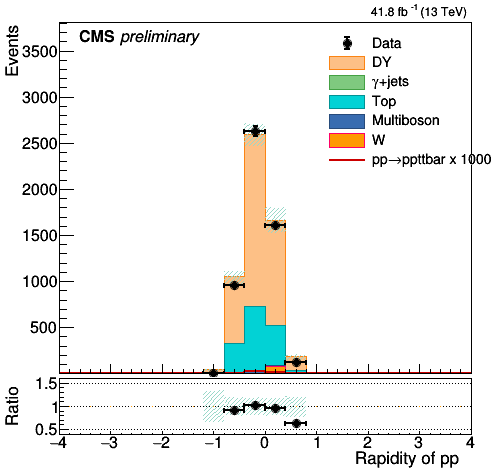 41.8 fb⁻¹ (13 TeV)
CMS preliminary
Events
3500
3000
2500
2000
1500
1000
500
Data
DY
γ+jets
Top
Multiboson
W
pp→ppttbar x 1000
Ratio
1.5
1
0.5
−4 −3 −2 −1 0 1 2 3 4
Rapidity of pp